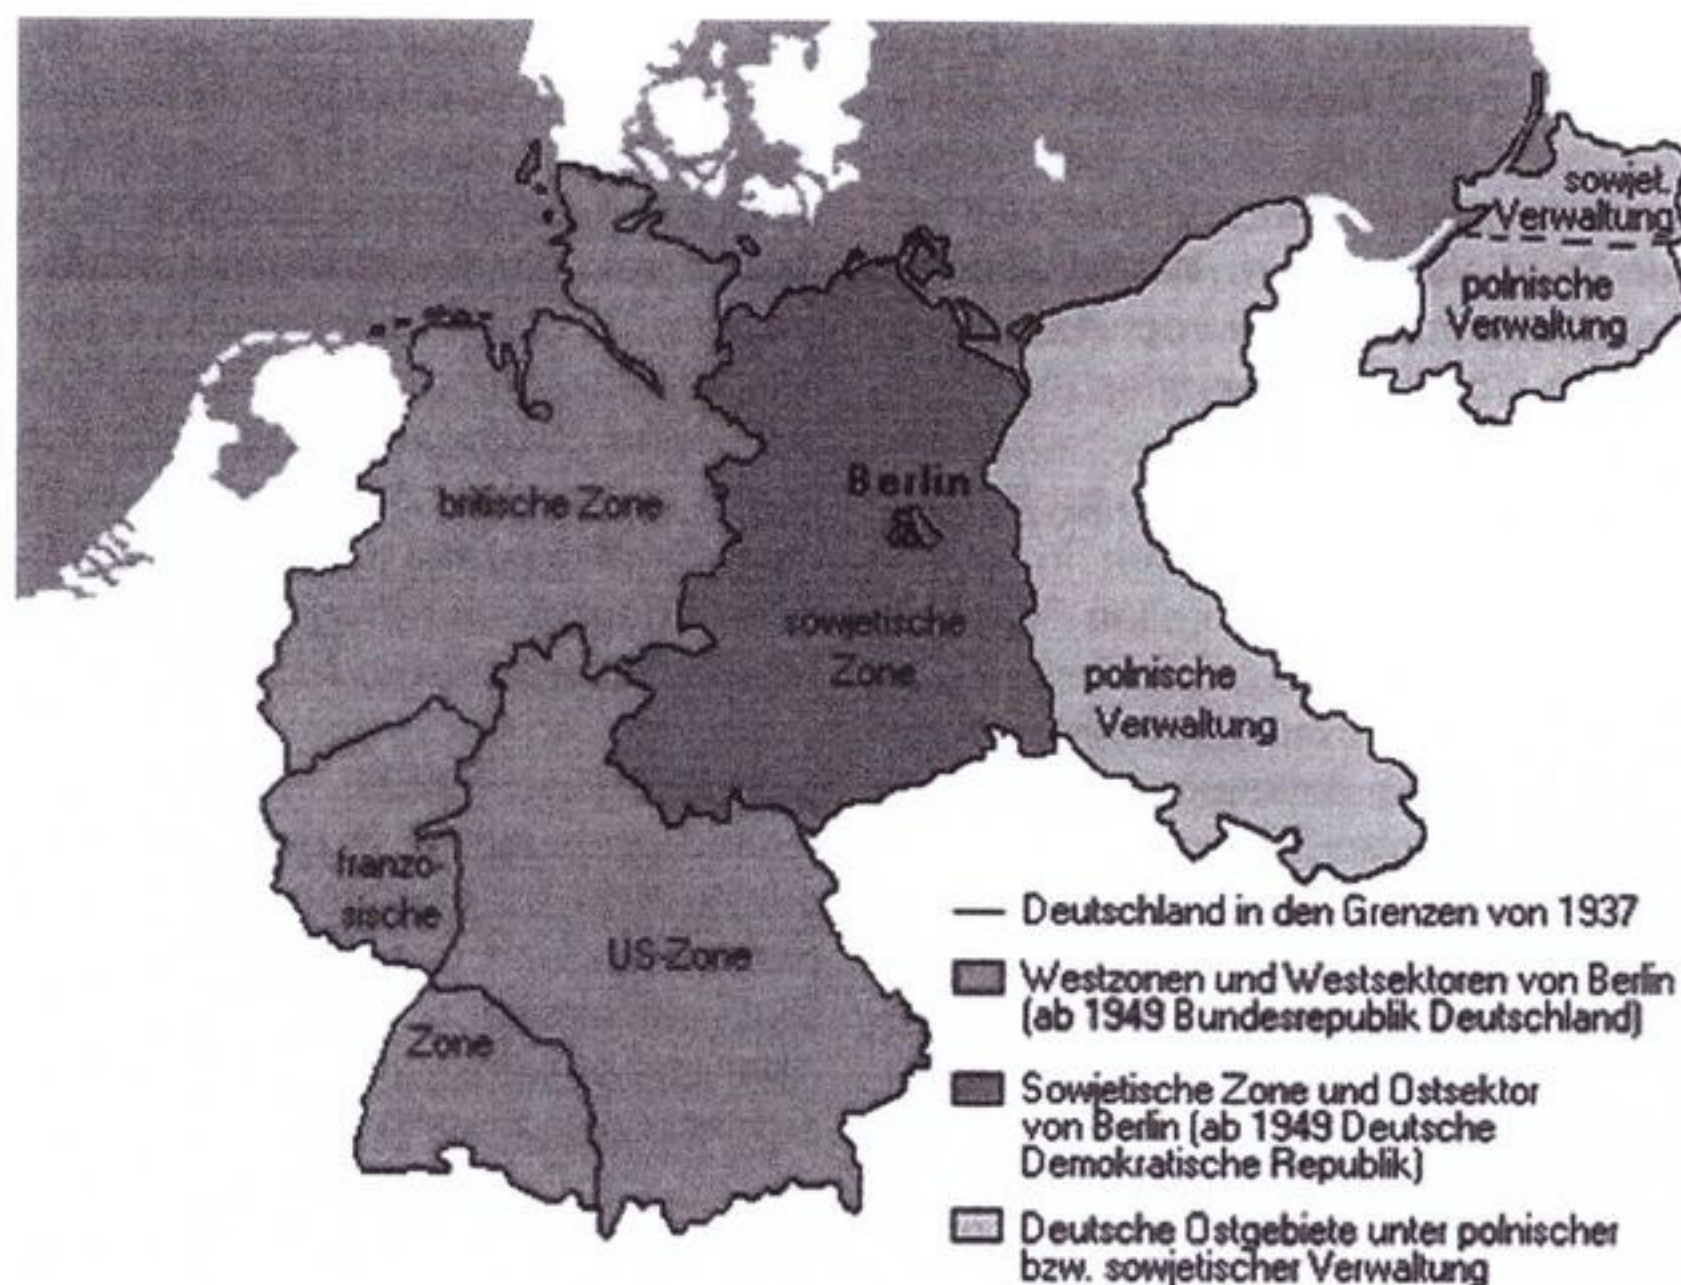 sowjet.
Verwaltung
polnische
Verwaltung
britische Zone
Berlin
sowjetische
Zone
polnische
Verwaltung
franzö-
sische
Zone
US-Zone
Deutschland in den Grenzen von 1937
Westzonen und Westsektoren von Berlin
(ab 1949 Bundesrepublik Deutschland)
Sowjetische Zone und Ostsektor
von Berlin (ab 1949 Deutsche
Demokratische Republik)
Deutsche Ostgebiete unter polnischer
bzw. sowjetischer Verwaltung